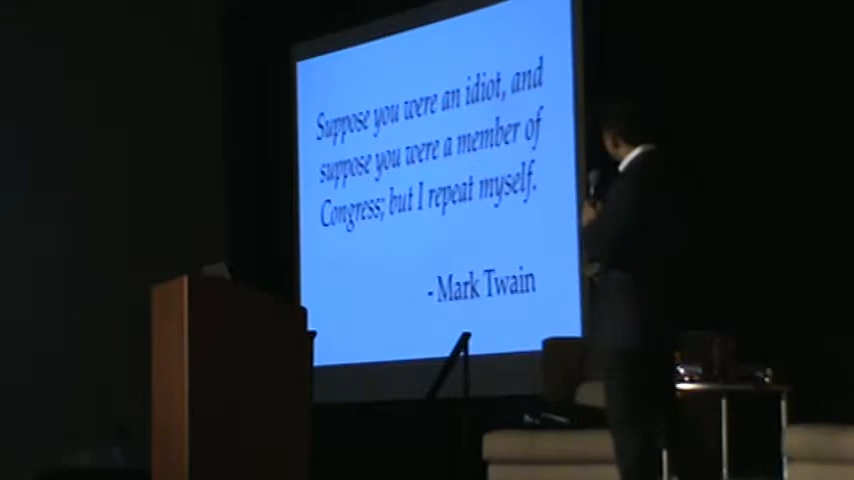 Suppose you were an idiot, and
suppose you were a member of
Congress; but I repeat myself.
- Mark Twain